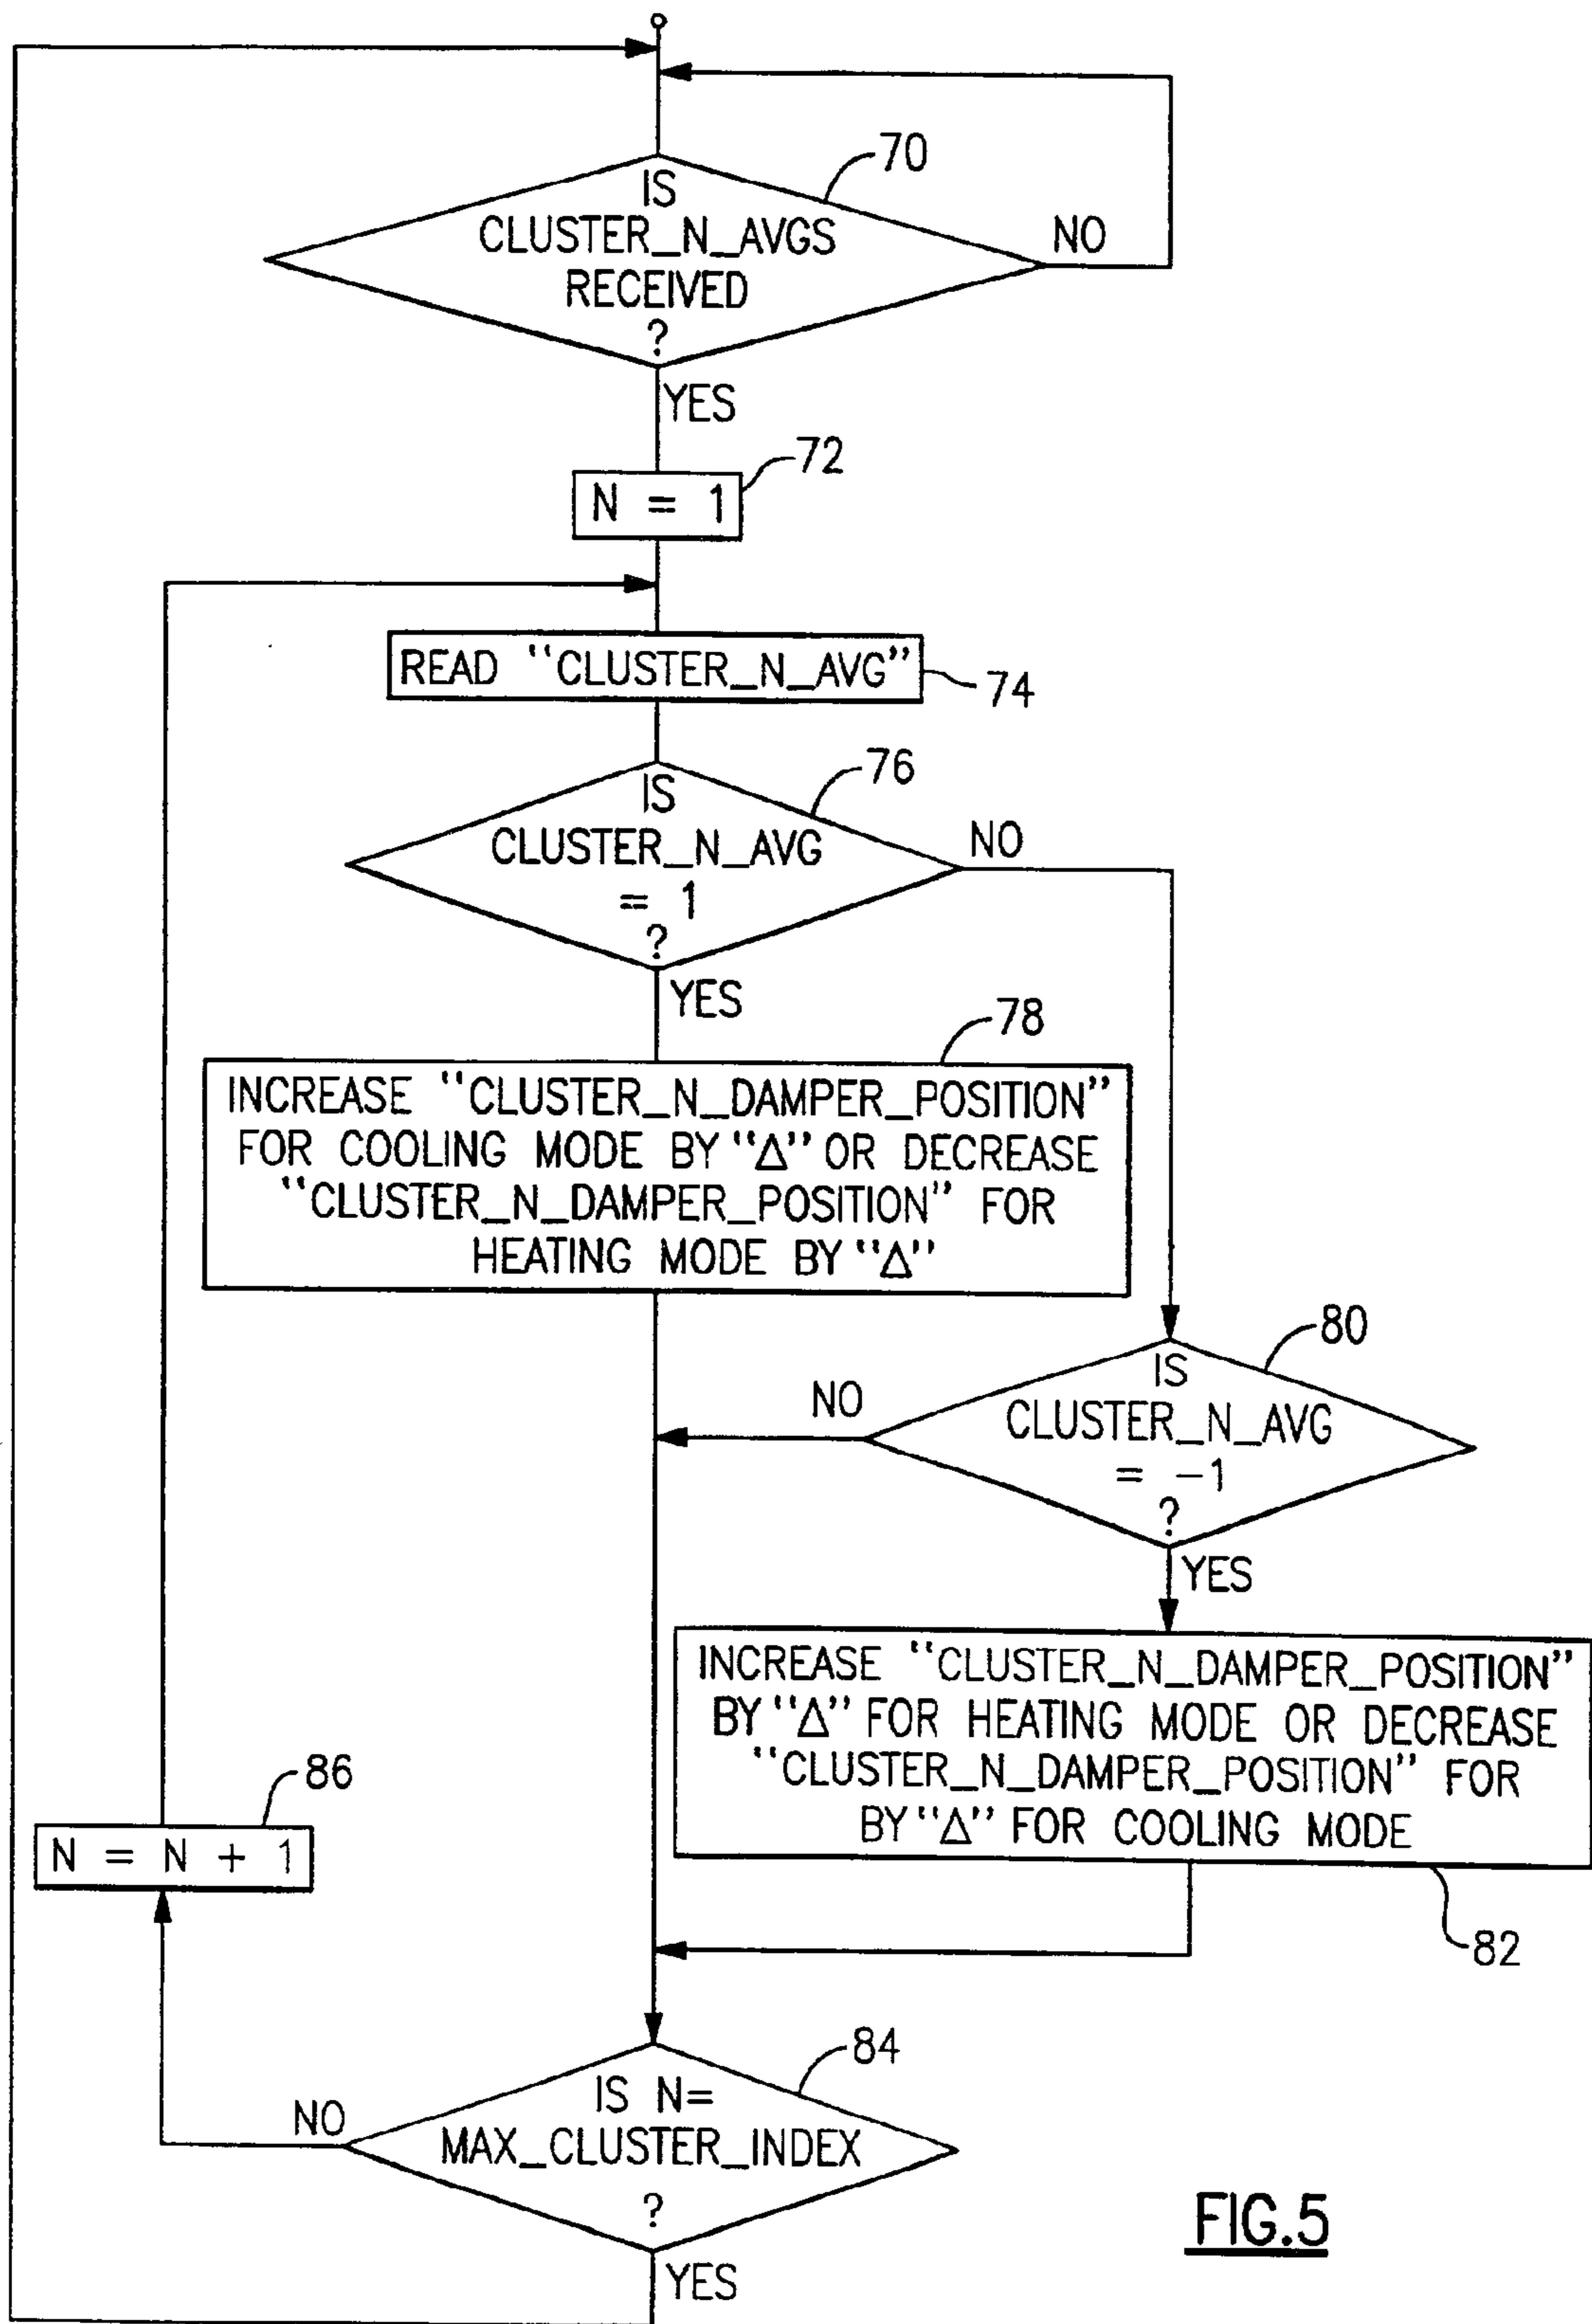 IS
CLUSTER_N_AVGS
RECEIVED
?
70
NO
YES
N = 1
72
READ "CLUSTER_N_AVG"
74
IS
CLUSTER_N_AVG
= 1
?
76
NO
YES
78
INCREASE "CLUSTER_N_DAMPER_POSITION"
FOR COOLING MODE BY "Δ" OR DECREASE
"CLUSTER_N_DAMPER_POSITION" FOR
HEATING MODE BY "Δ"
80
IS
CLUSTER_N_AVG
= -1
?
NO
YES
INCREASE "CLUSTER_N_DAMPER_POSITION"
BY "Δ" FOR HEATING MODE OR DECREASE
"CLUSTER_N_DAMPER_POSITION" FOR
BY "Δ" FOR COOLING MODE
82
86
N = N + 1
84
IS N=
MAX_CLUSTER_INDEX
?
NO
YES
FIG.5